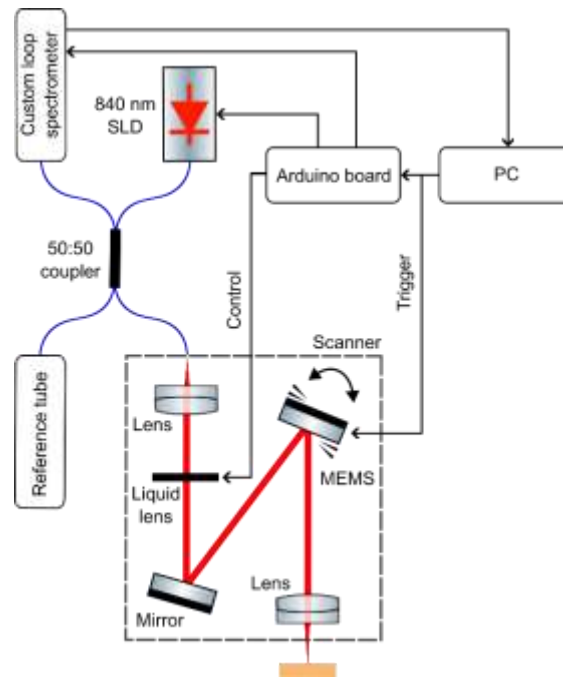 Custom loop
spectrometer
840 nm
SLD
Arduino board
PC
50:50
coupler
Control
Trigger
Scanner
Reference tube
Lens
MEMS
Liquid
lens
Lens
Mirror